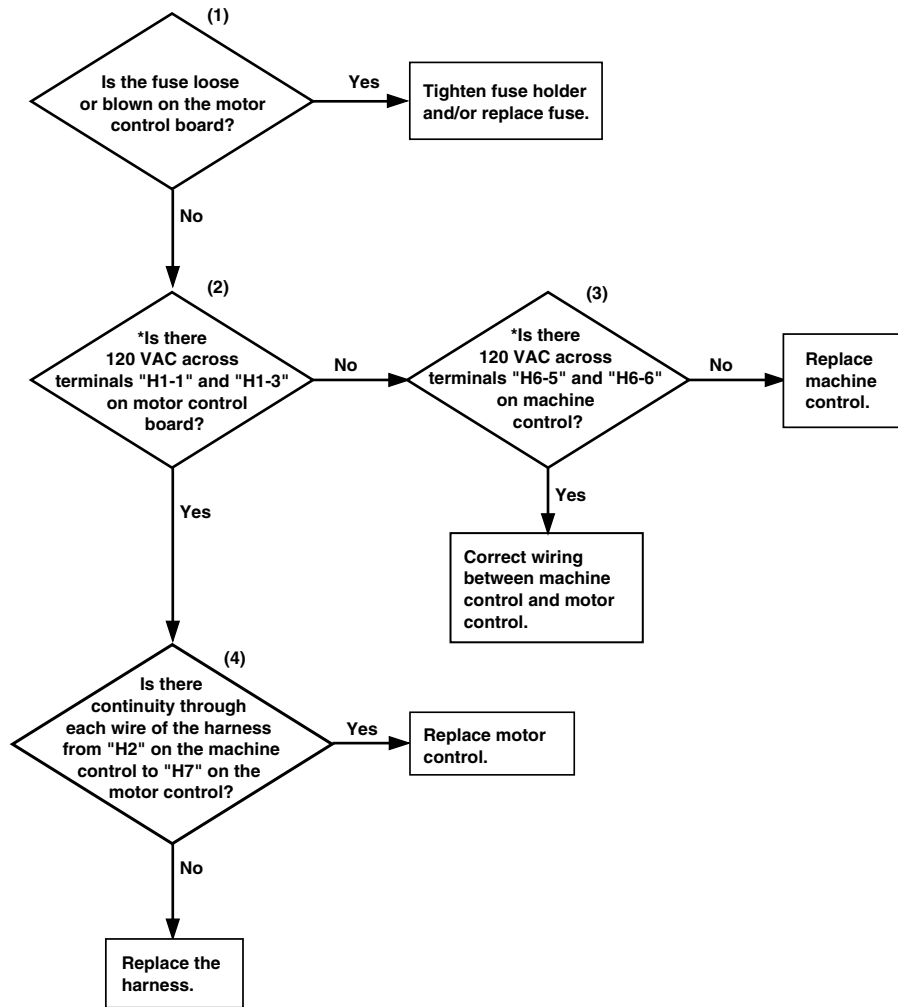 (1)
Is the fuse loose
or blown on the motor
control board?
Yes
Tighten fuse holder
and/or replace fuse.
No
(2)
*Is there
120 VAC across
terminals "H1-1" and "H1-3"
on motor control
board?
No
(3)
*Is there
120 VAC across
terminals "H6-5" and "H6-6"
on machine
control?
No
Replace
machine
control.
Yes
Yes
Correct wiring
between machine
control and motor
control.
(4)
Is there
continuity through
each wire of the harness
from "H2" on the machine
control to "H7" on the
motor control?
Yes
Replace motor
control.
No
Replace the
harness.